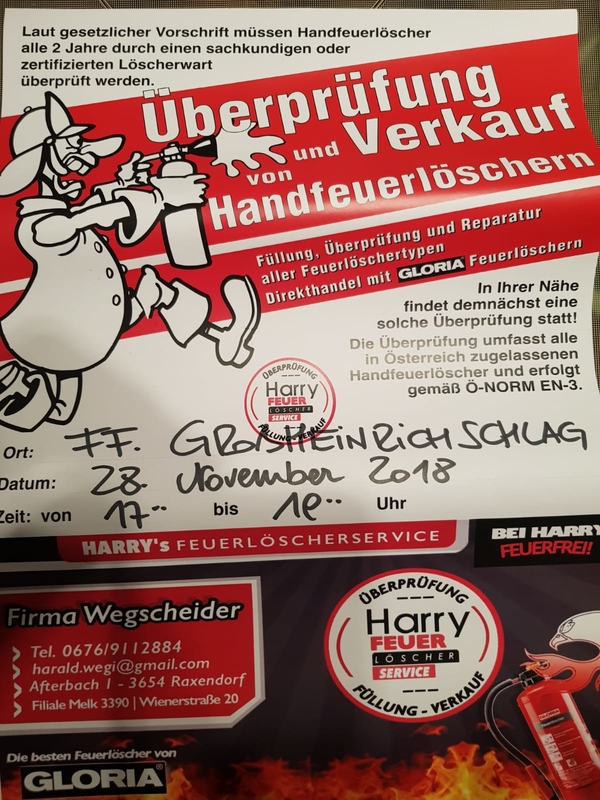 Laut gesetzlicher Vorschrift müssen Handfeuerlöscher
alle 2 Jahre durch einen sachkundigen oder
zertifizierten Löscherwart
überprüft werden.
Überprüfung
und Verkauf
von
Handfeuerlöschern
Füllung, Überprüfung und Reparatur
aller Feuerlöschertypen
Direkthandel mit GLORIA Feuerlöschern
In Ihrer Nähe
findet demnächst eine
solche Überprüfung statt!
Die Überprüfung umfasst alle
in Österreich zugelassenen
Handfeuerlöscher und erfolgt
gemäß Ö-NORM EN-3.
ÜBERPRÜFUNG
Harry
FEUER
LÖSCHER
SERVICE
FÜLLUNG - VERKAUF
Ort: FF. GROßHEINRICHSCHLAG
Datum: 28. November 2018
Zeit: von 17°° bis 19°° Uhr
HARRY's FEUERLÖSCHERSERVICE
BEI HARRY
FEUERFREI!
Firma Wegscheider
Tel. 0676/9112884
harald.wegi@gmail.com
Afterbach 1 - 3654 Raxendorf
Filiale Melk 3390 | Wienerstraße 20
ÜBERPRÜFUNG
Harry
FEUER
LÖSCHER
SERVICE
FÜLLUNG - VERKAUF
Die besten Feuerlöscher von
GLORIA
GLORIA